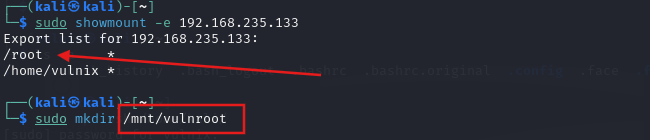 ┌──(kali㉿kali)-[~]
└─$ sudo showmount -e 192.168.235.133
Export list for 192.168.235.133:
/root *
/home/vulnix *
┌──(kali㉿kali)-[~]
└─$ sudo mkdir /mnt/vulnroot